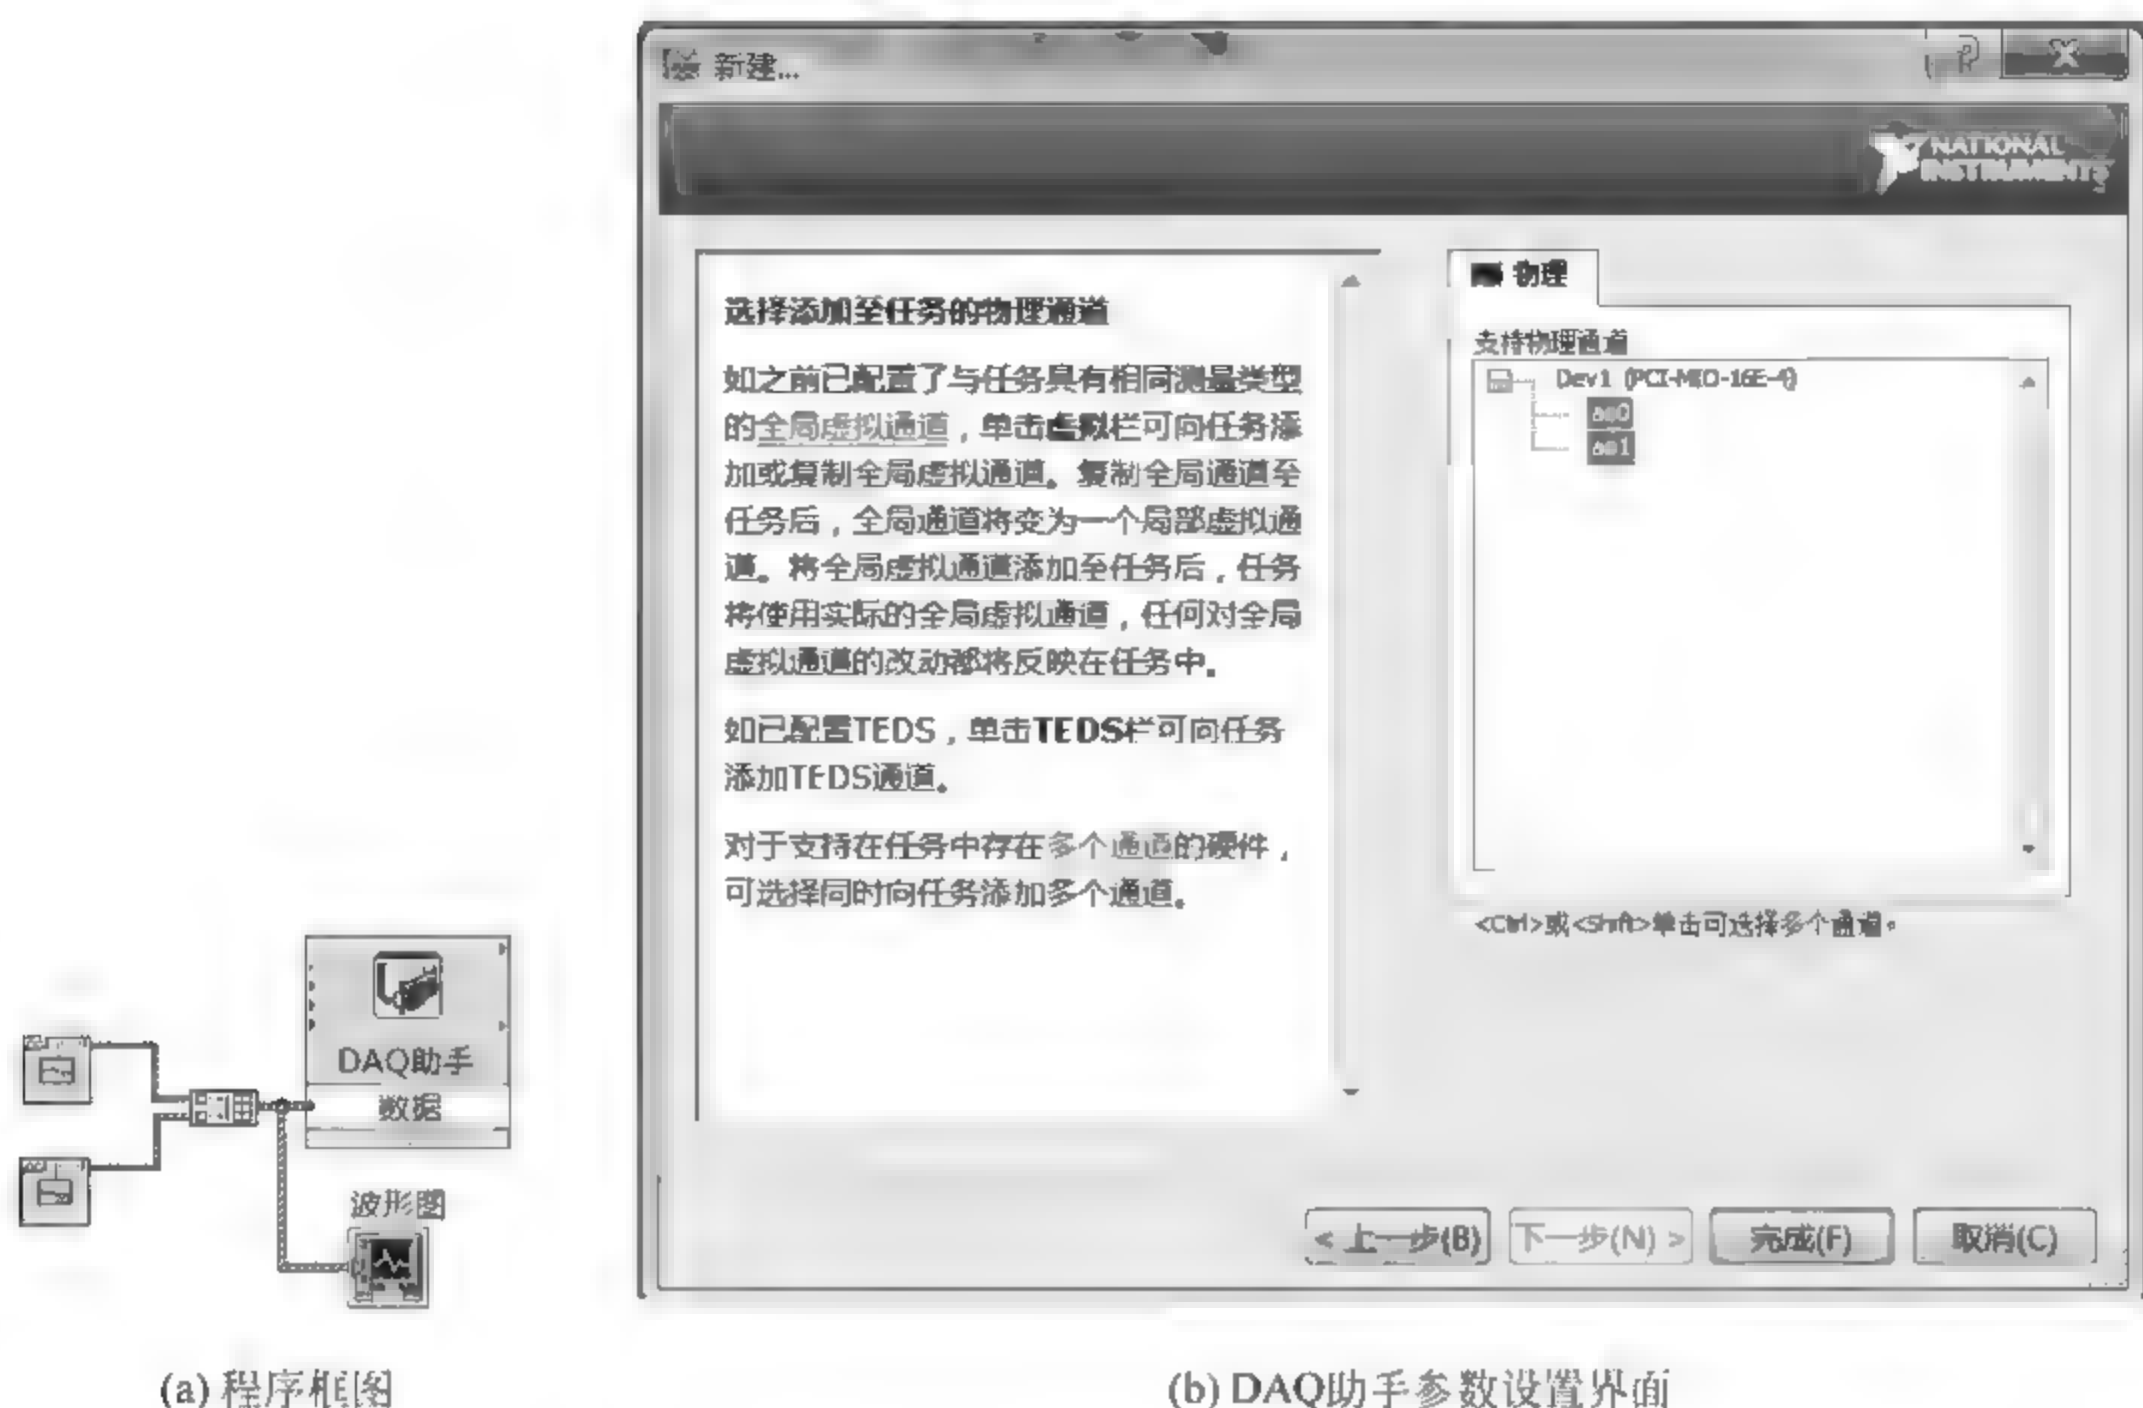 新建...
NATIONAL
INSTRUMENTS
选择添加至任务的物理通道
如之前已配置了与任务具有相同测量类型
的全局虚拟通道，单击虚拟栏可向任务添
加或复制全局虚拟通道。复制全局通道至
任务后，全局通道将变为一个局部虚拟通
道。将全局虚拟通道添加至任务后，任务
将使用实际的全局虚拟通道，任何对全局
虚拟通道的改动都将反映在任务中。
如已配置TEDS，单击TEDS栏可向任务
添加TEDS通道。
对于支持在任务中存在多个通道的硬件，
可选择同时向任务添加多个通道。
物理
支持物理通道
Dev1 (PCI-MIO-16E-4)
ao0
ao1
<Ctrl>或<Shift>单击可选择多个通道。
< 上一步(B)
下一步(N) >
完成(F)
取消(C)
DAQ助手
数据
波形图
(a) 程序框图
(b) DAQ助手参数设置界面